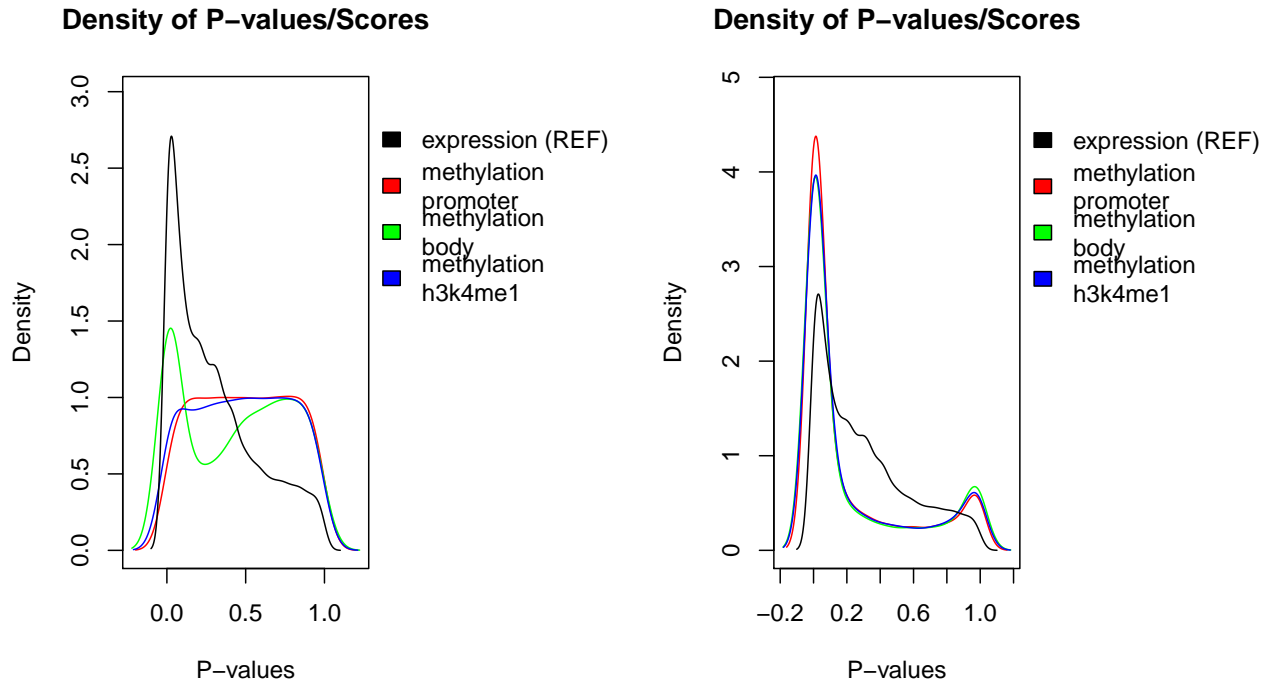 Density of P−values/Scores
3.0
2.5
2.0
1.5
1.0
0.5
0.0
Density
0.0 0.5 1.0
P−values
expression (REF)
methylation
promoter
methylation
body
methylation
h3k4me1
Density of P−values/Scores
5
4
3
2
1
0
Density
−0.2 0.2 0.6 1.0
P−values
expression (REF)
methylation
promoter
methylation
body
methylation
h3k4me1